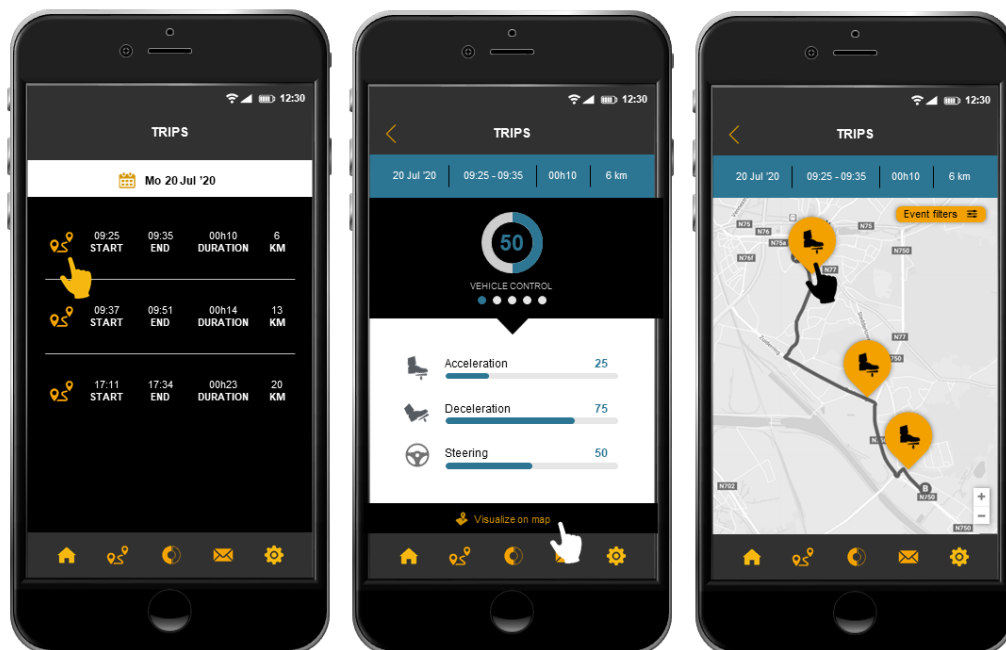 12:30
TRIPS
Mo 20 Jul '20
09:25 09:35 00h10 6
START END DURATION KM
09:37 09:51 00h14 13
START END DURATION KM
17:11 17:34 00h23 20
START END DURATION KM
12:30
TRIPS
20 Jul '20 09:25 - 09:35 00h10 6 km
50
VEHICLE CONTROL
Acceleration 25
Deceleration 75
Steering 50
Visualize on map
12:30
TRIPS
20 Jul '20 09:25 - 09:35 00h10 6 km
Event filters
N75
N76
N75
N75a
N750
N76f
N77
N77
750
N702
B
N750
+
-
N750